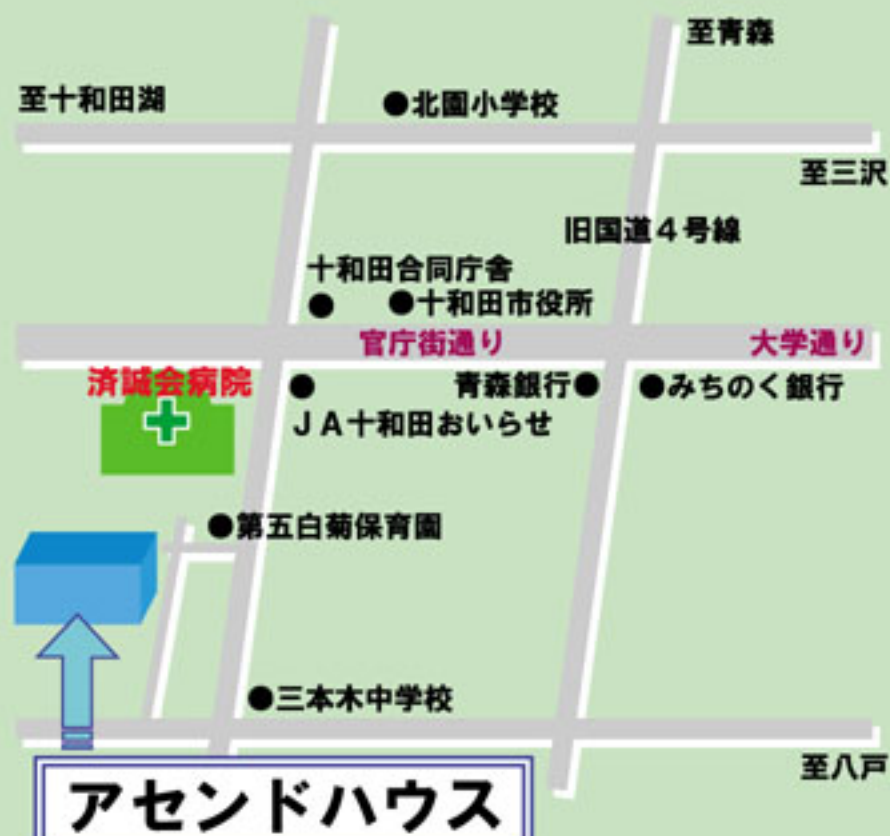 至青森
至十和田湖
●北園小学校
至三沢
旧国道４号線
十和田合同庁舎
●十和田市役所
官庁街通り
大学通り
済誠会病院
青森銀行●
●みちのく銀行
ＪＡ十和田おいらせ
●第五白菊保育園
●三本木中学校
至八戸
アセンドハウス